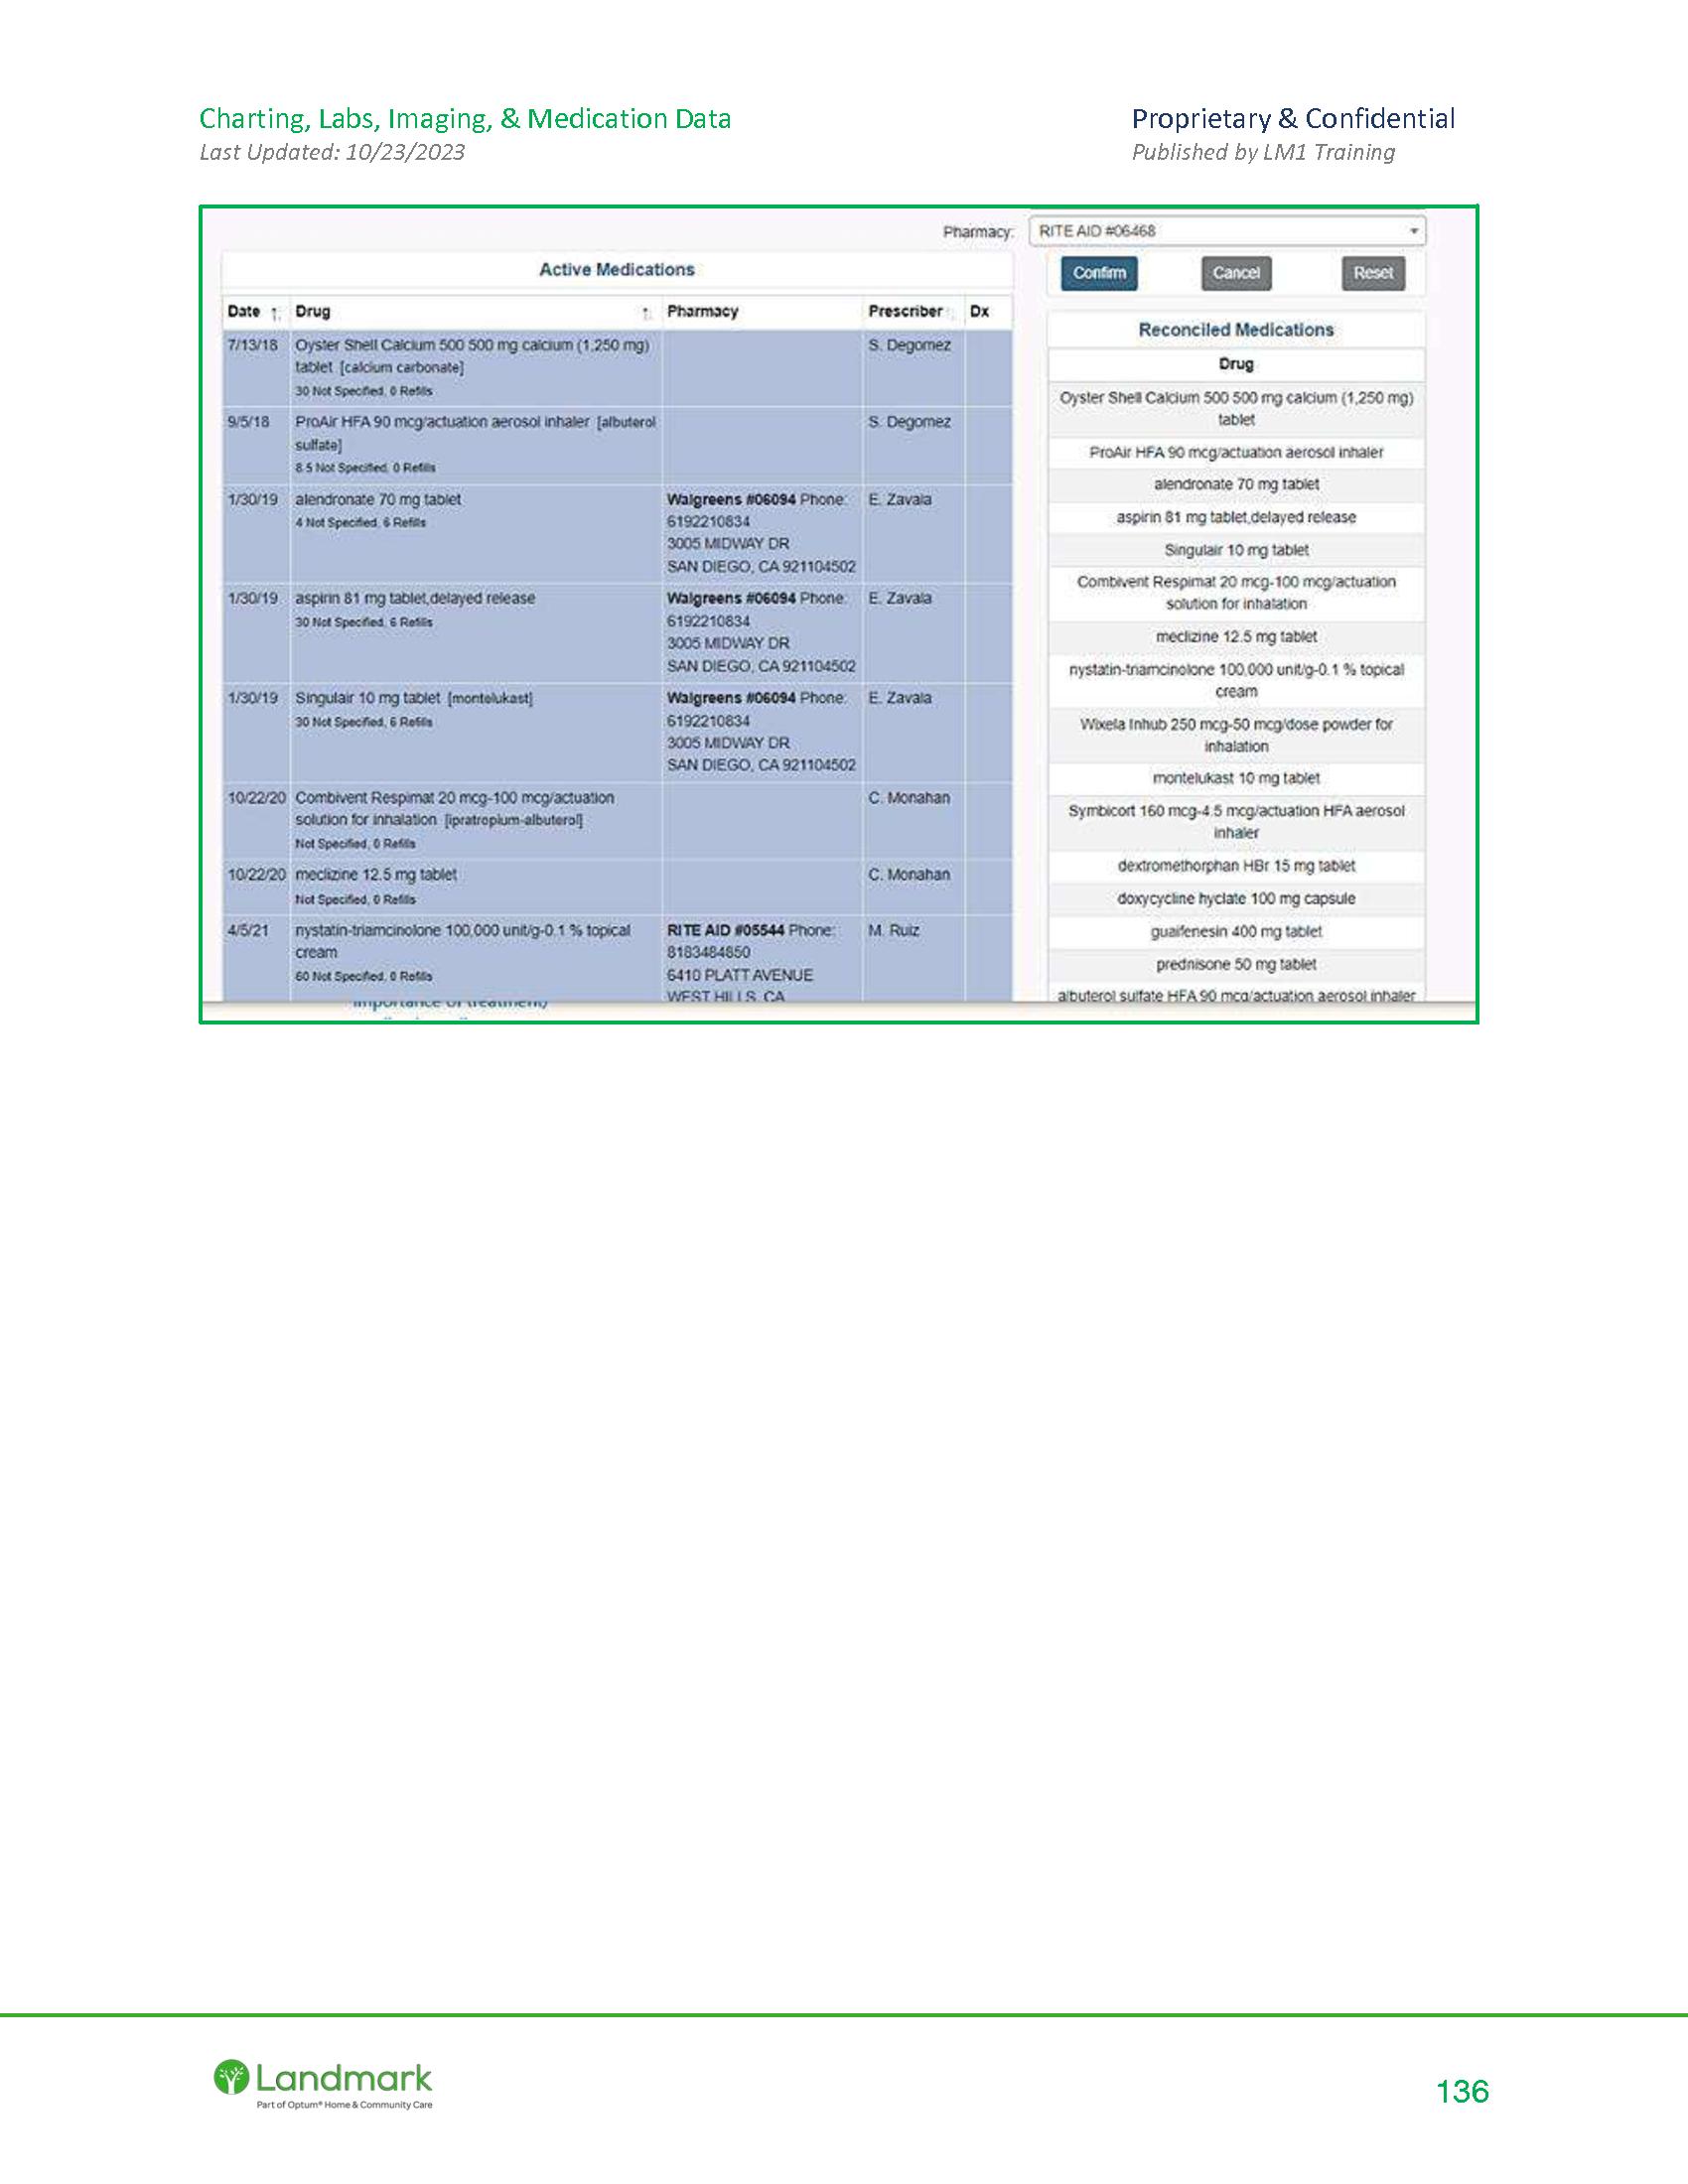 Charting, Labs, Imaging, & Medication Data
Last Updated: 10/23/2023
Proprietary & Confidential
Published by LM1 Training
Pharmacy: RITE AID #06468
Active Medications
Confirm Cancel Reset
Date Drug Pharmacy Prescriber Dx
7/13/18 Oyster Shell Calcium 500 500 mg calcium (1,250 mg) S. Degomez
tablet [calcium carbonate]
30 Not Specified, 0 Refills
9/5/18 ProAir HFA 90 mcg/actuation aerosol inhaler [albuterol S. Degomez
sulfate]
8.5 Not Specified, 0 Refills
1/30/19 alendronate 70 mg tablet Walgreens #06094 Phone: E. Zavala
4 Not Specified, 6 Refills 6192210834
3005 MIDWAY DR
SAN DIEGO, CA 921104502
1/30/19 aspirin 81 mg tablet,delayed release Walgreens #06094 Phone: E. Zavala
30 Not Specified, 6 Refills 6192210834
3005 MIDWAY DR
SAN DIEGO, CA 921104502
1/30/19 Singulair 10 mg tablet [montelukast] Walgreens #06094 Phone: E. Zavala
30 Not Specified, 6 Refills 6192210834
3005 MIDWAY DR
SAN DIEGO, CA 921104502
10/22/20 Combivent Respimat 20 mcg-100 mcg/actuation C. Monahan
solution for inhalation [ipratropium-albuterol]
Not Specified, 0 Refills
10/22/20 meclizine 12.5 mg tablet C. Monahan
Not Specified, 0 Refills
4/5/21 nystatin-triamcinolone 100,000 unit/g-0.1 % topical RITE AID #05544 Phone: M. Ruiz
cream 8183484850
60 Not Specified, 0 Refills 6410 PLATT AVENUE
WEST HILLS, CA
importance of treatment)
Reconciled Medications
Drug
Oyster Shell Calcium 500 500 mg calcium (1,250 mg)
tablet
ProAir HFA 90 mcg/actuation aerosol inhaler
alendronate 70 mg tablet
aspirin 81 mg tablet,delayed release
Singulair 10 mg tablet
Combivent Respimat 20 mcg-100 mcg/actuation
solution for inhalation
meclizine 12.5 mg tablet
nystatin-triamcinolone 100,000 unit/g-0.1 % topical
cream
Wixela Inhub 250 mcg-50 mcg/dose powder for
inhalation
montelukast 10 mg tablet
Symbicort 160 mcg-4.5 mcg/actuation HFA aerosol
inhaler
dextromethorphan HBr 15 mg tablet
doxycycline hyclate 100 mg capsule
guaifenesin 400 mg tablet
prednisone 50 mg tablet
albuterol sulfate HFA 90 mcg/actuation aerosol inhaler
Landmark
Part of Optum® Home & Community Care
136